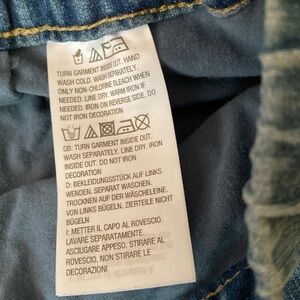 TURN GARMENT INSIDE OUT. HAND
WASH COLD. WASH SEPARATELY.
ONLY NON-CHLORINE BLEACH WHEN
NEEDED. LINE DRY. WARM IRON IF
NEEDED. IRON ON REVERSE SIDE. DO
NOT IRON DECORATION
GB: TURN GARMENT INSIDE OUT.
WASH SEPARATELY. LINE DRY. IRON
INSIDE OUT. DO NOT IRON
DECORATION
D: BEKLEIDUNGSSTÜCK AUF LINKS
WENDEN. SEPARAT WASCHEN.
TROCKNEN AUF DER WÄSCHELEINE.
VON LINKS BÜGELN. ZIERTEILE NICHT
BÜGELN
I: METTER IL CAPO AL ROVESCIO.
LAVARE SEPARATAMENTE.
ASCIUGARE APPESO. STIRARE AL
ROVESCIO. NON STIRARE LE
DECORAZIONI